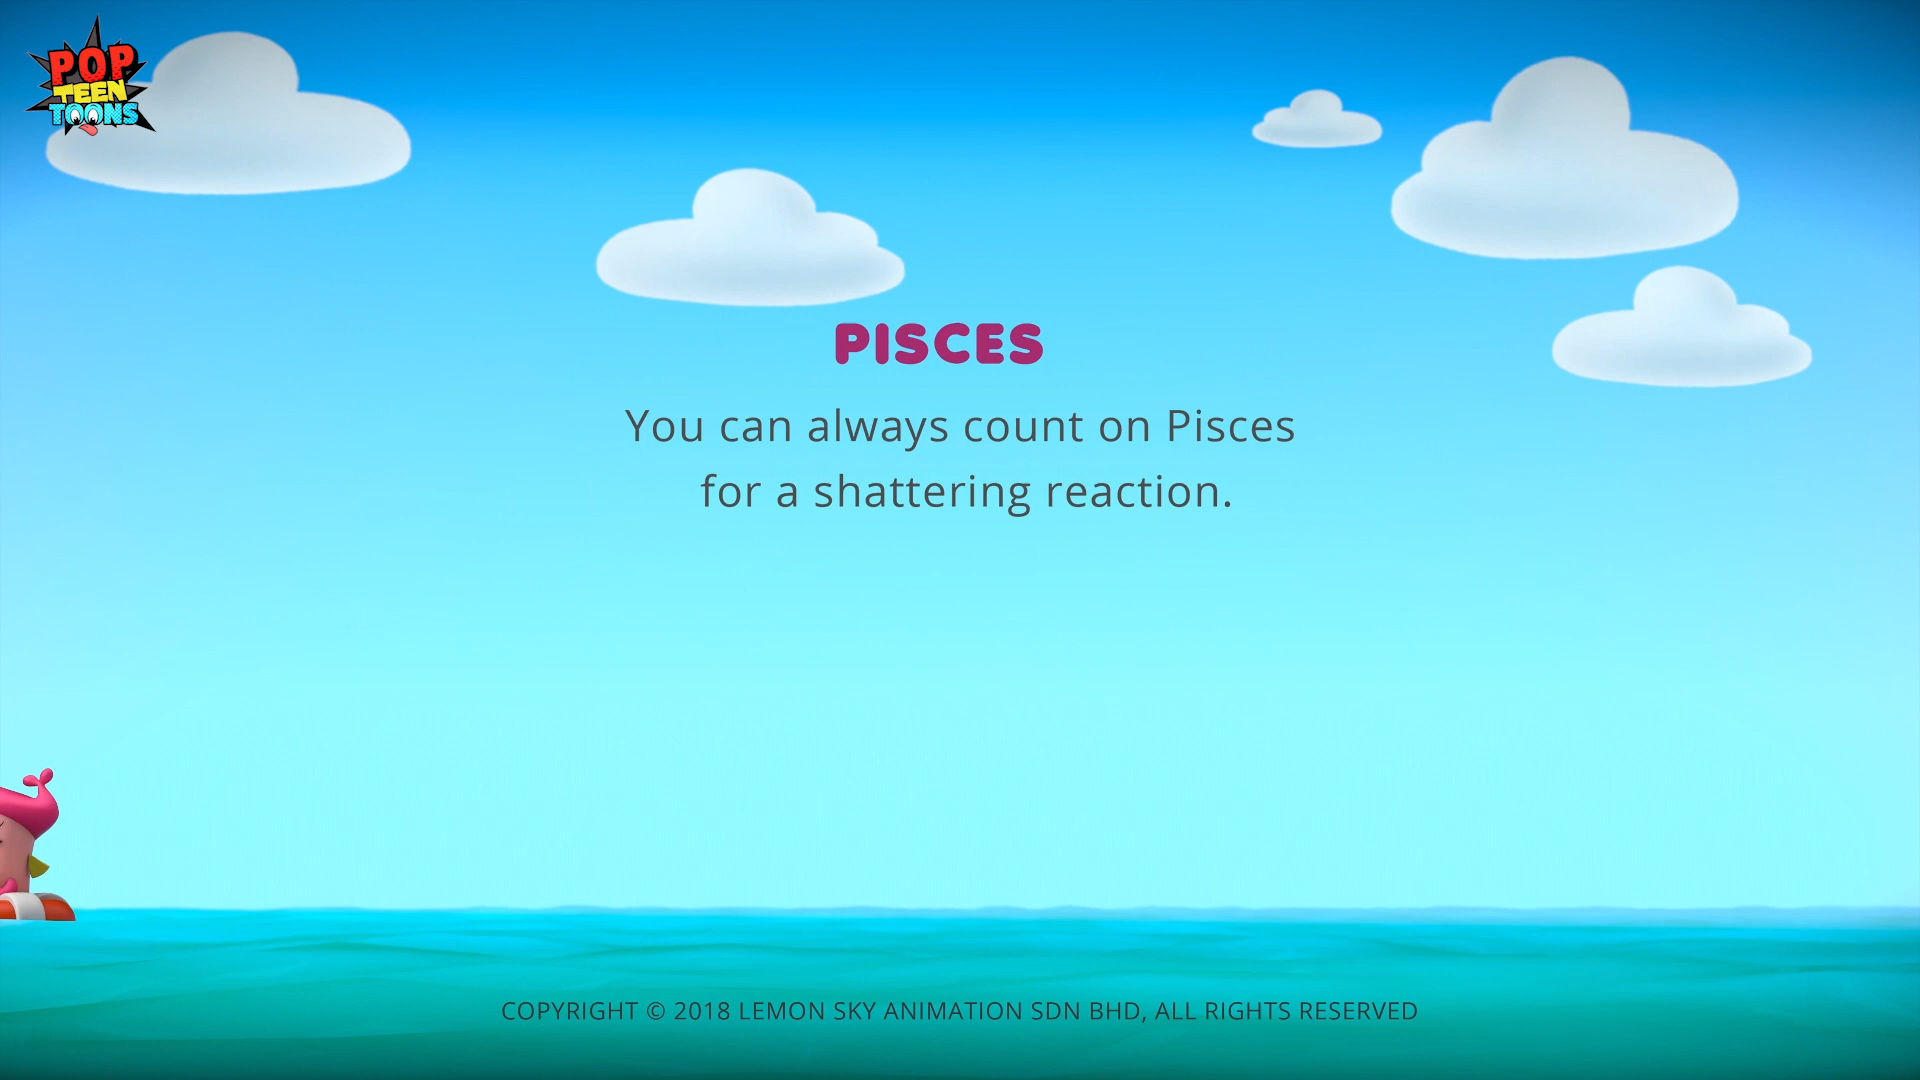 POP
TEEN
TOONS
PISCES
You can always count on Pisces
for a shattering reaction.
COPYRIGHT © 2018 LEMON SKY ANIMATION SDN BHD, ALL RIGHTS RESERVED